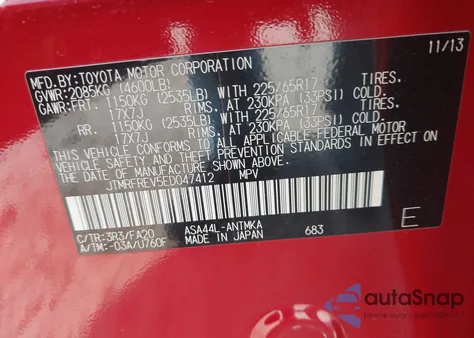 MFD.BY:TOYOTA MOTOR CORPORATION 11/13
GVWR:2085KG (4600LB)
GAWR:FRT. 1150KG (2535LB) WITH 225/65R17 TIRES.
17X7J RIMS. AT 230KPA (33PSI) COLD.
RR. 1150KG (2535LB) WITH 225/65R17 TIRES.
17X7J RIMS. AT 230KPA (33PSI) COLD.
THIS VEHICLE CONFORMS TO ALL APPLICABLE FEDERAL MOTOR
VEHICLE SAFETY AND THEFT PREVENTION STANDARDS IN EFFECT ON
THE DATE OF MANUFACTURE SHOWN ABOVE.
JTMRFREV5ED047412 MPV
C/TR:3R3/FA20 ASA44L-ANTMKA
A/TM:-03A/U760F MADE IN JAPAN 683
E
autoSnap